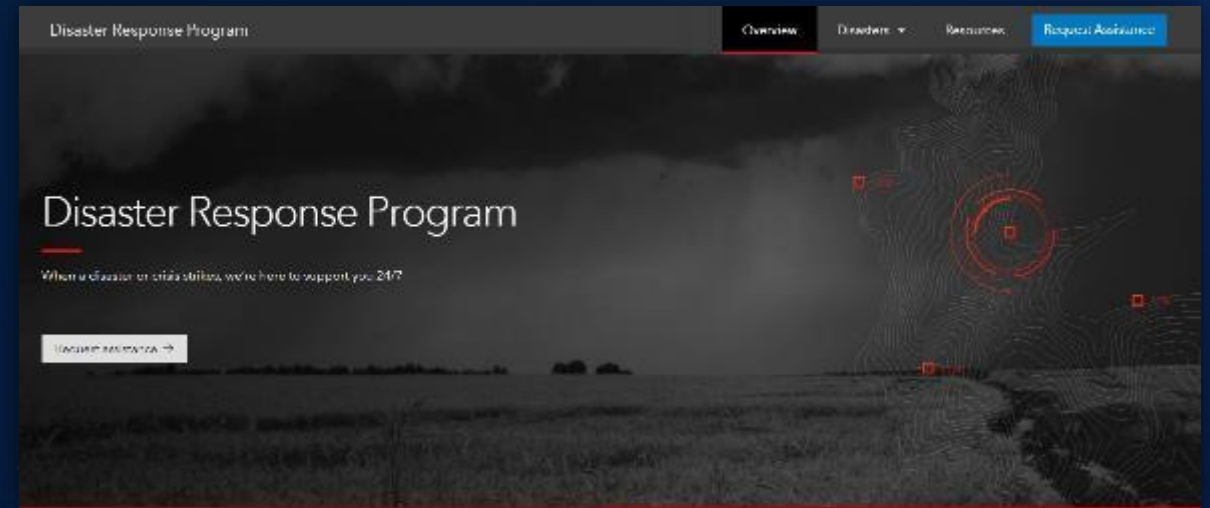 Disaster Response Program
Overview Disasters Resources Request Assistance
Disaster Response Program
When a disaster or crisis strikes, we're here to support you 24/7
Request assistance →